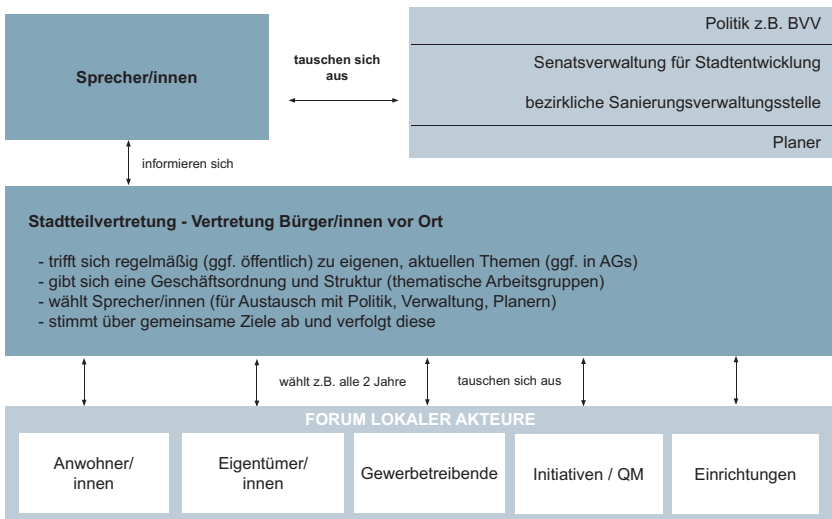 Sprecher/innen
tauschen sich
aus
Politik z.B. BVV
Senatsverwaltung für Stadtentwicklung
bezirkliche Sanierungsverwaltungsstelle
Planer
informieren sich
Stadtteilvertretung - Vertretung Bürger/innen vor Ort
- trifft sich regelmäßig (ggf. öffentlich) zu eigenen, aktuellen Themen (ggf. in AGs)
- gibt sich eine Geschäftsordnung und Struktur (thematische Arbeitsgruppen)
- wählt Sprecher/innen (für Austausch mit Politik, Verwaltung, Planern)
- stimmt über gemeinsame Ziele ab und verfolgt diese
wählt z.B. alle 2 Jahre
tauschen sich aus
FORUM LOKALER AKTEURE
Anwohner/
innen
Eigentümer/
innen
Gewerbetreibende
Initiativen / QM
Einrichtungen